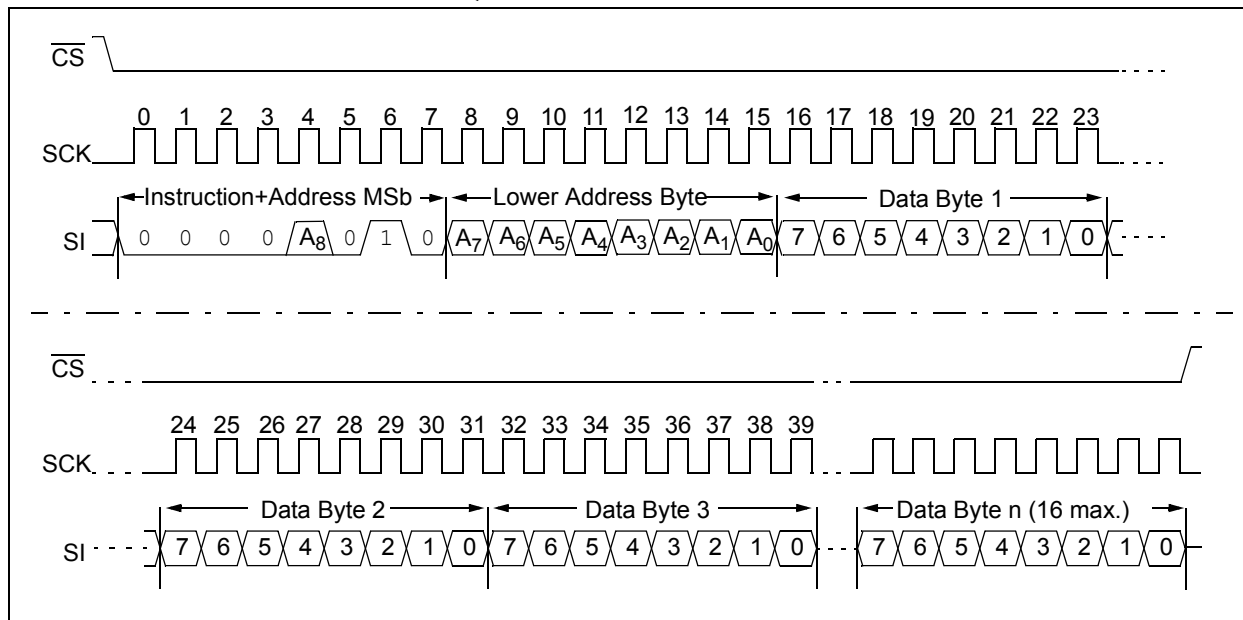 CS
0 1 2 3 4 5 6 7 8 9 10 11 12 13 14 15 16 17 18 19 20 21 22 23
SCK
Instruction+Address MSb Lower Address Byte Data Byte 1
SI 0 0 0 0 A8 0 1 0 A7 A6 A5 A4 A3 A2 A1 A0 7 6 5 4 3 2 1 0
CS
24 25 26 27 28 29 30 31 32 33 34 35 36 37 38 39
SCK
Data Byte 2 Data Byte 3 Data Byte n (16 max.)
SI 7 6 5 4 3 2 1 0 7 6 5 4 3 2 1 0 7 6 5 4 3 2 1 0